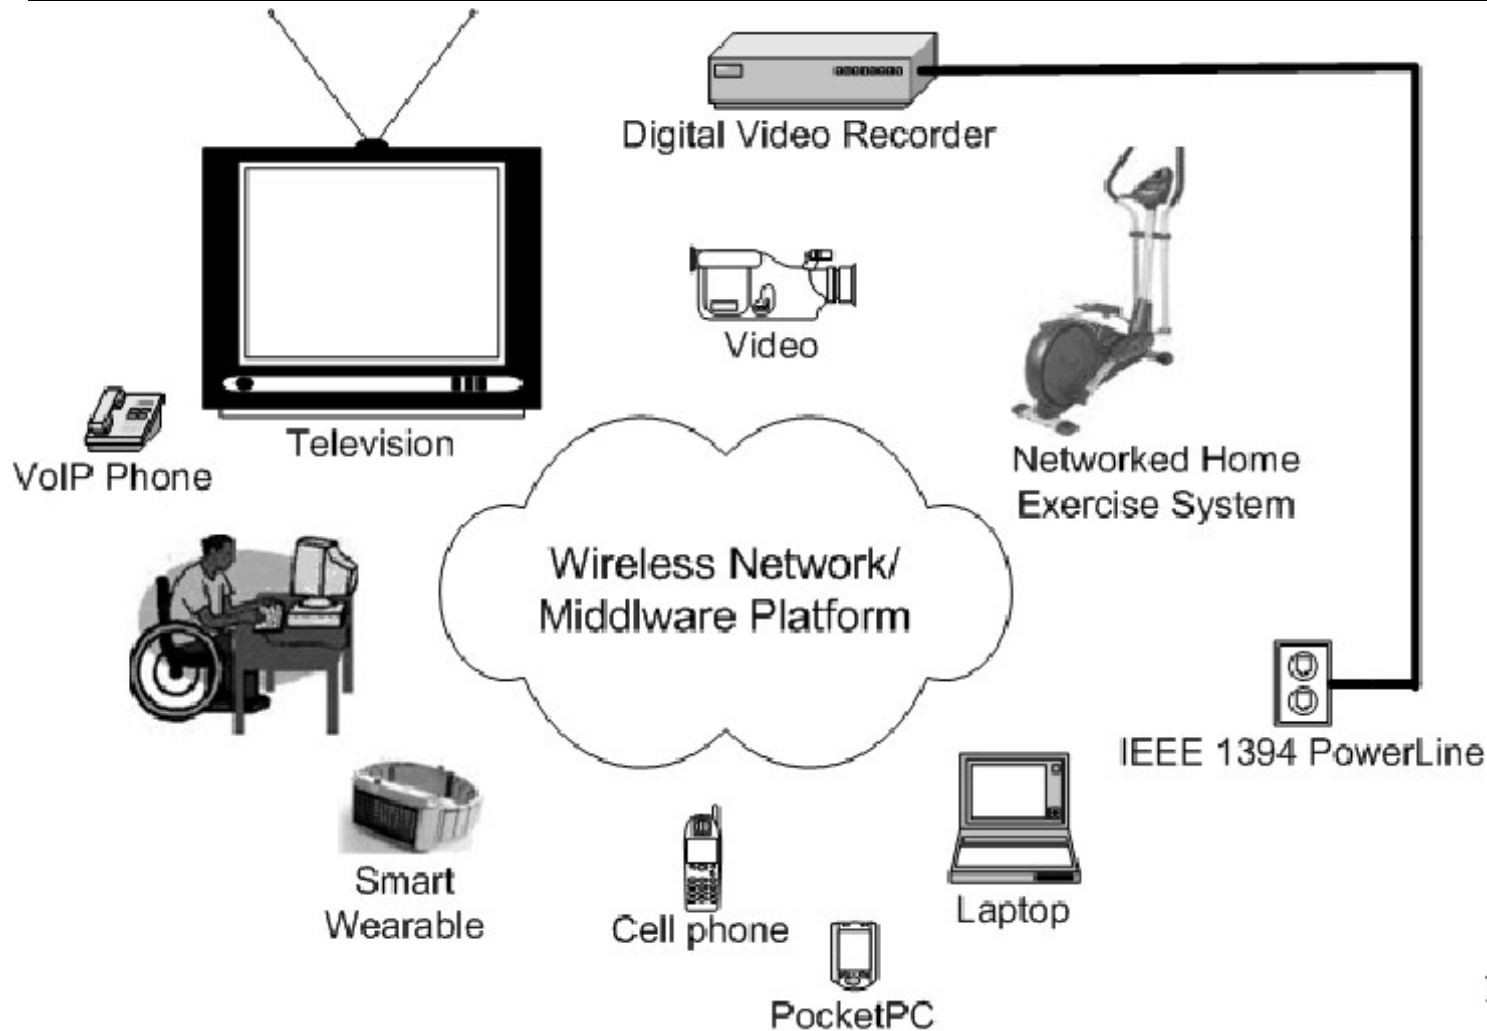 Digital Video Recorder
Video
Television
VoIP Phone
Networked Home
Exercise System
Wireless Network/
Middlware Platform
IEEE 1394 PowerLine
Smart
Wearable
Cell phone
Laptop
PocketPC